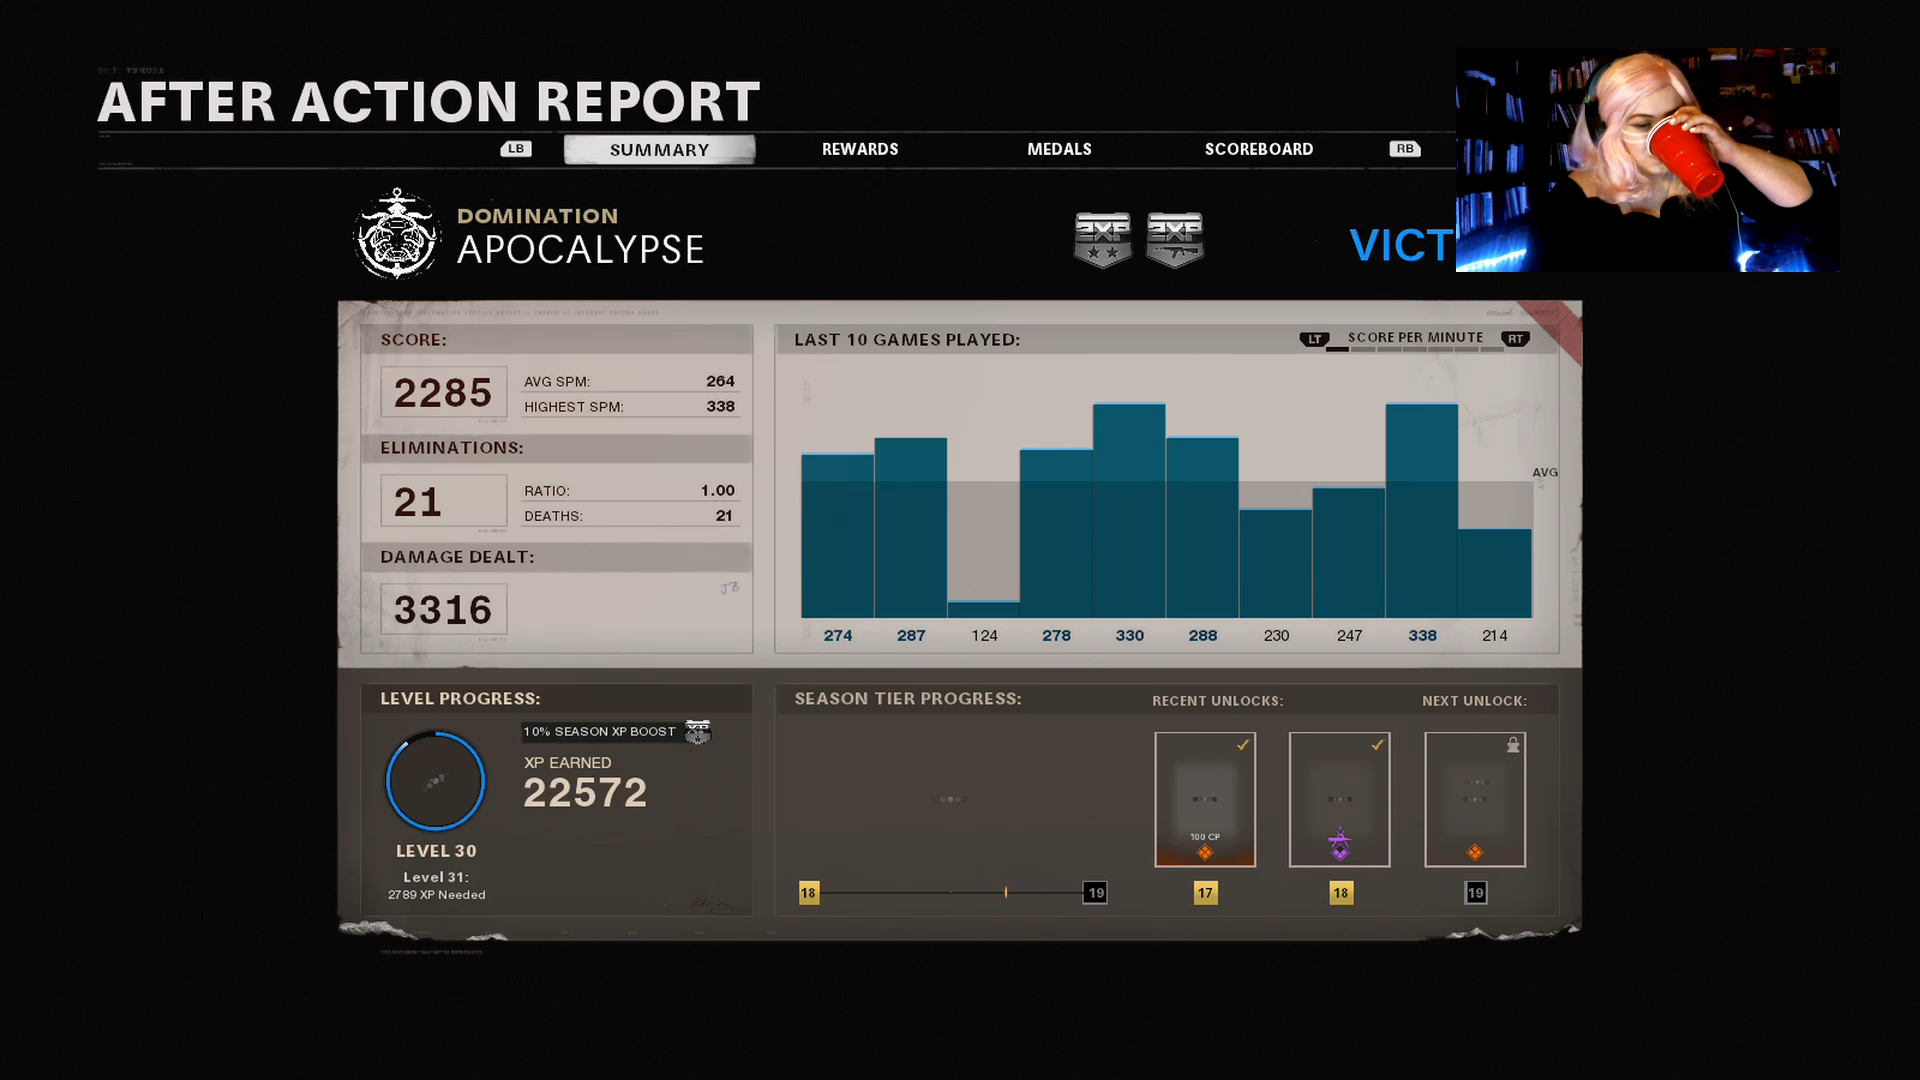 AFTER ACTION REPORT
LB SUMMARY REWARDS MEDALS SCOREBOARD RB
DOMINATION
APOCALYPSE
2XP 2XP
VICT
SCORE:
2285
AVG SPM: 264
HIGHEST SPM: 338
ELIMINATIONS:
21
RATIO: 1.00
DEATHS: 21
DAMAGE DEALT:
3316
JB
LAST 10 GAMES PLAYED:
LT SCORE PER MINUTE RT
AVG
274 287 124 278 330 288 230 247 338 214
LEVEL PROGRESS:
10% SEASON XP BOOST
XP EARNED
22572
LEVEL 30
Level 31:
2789 XP Needed
SEASON TIER PROGRESS:
18 19
RECENT UNLOCKS:
100 CP
17 18
NEXT UNLOCK:
19